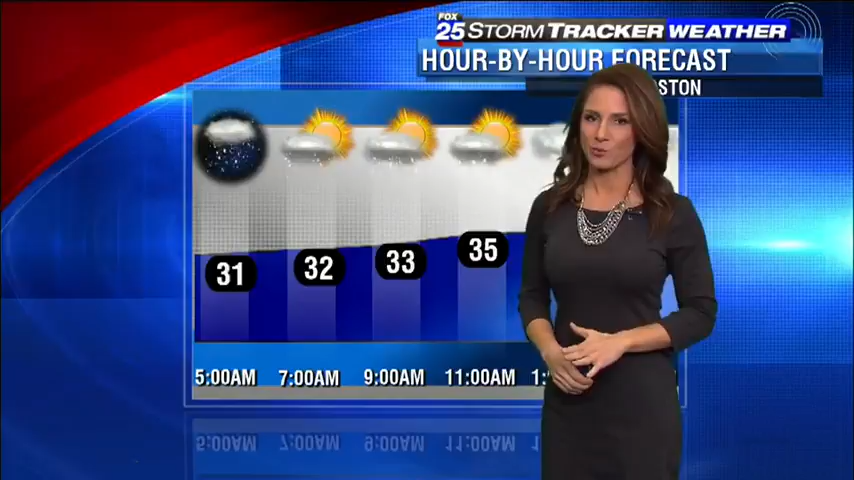 FOX
25 STORM TRACKER WEATHER
HOUR-BY-HOUR FORECAST
31 32 33 35
5:00AM 7:00AM 9:00AM 11:00AM